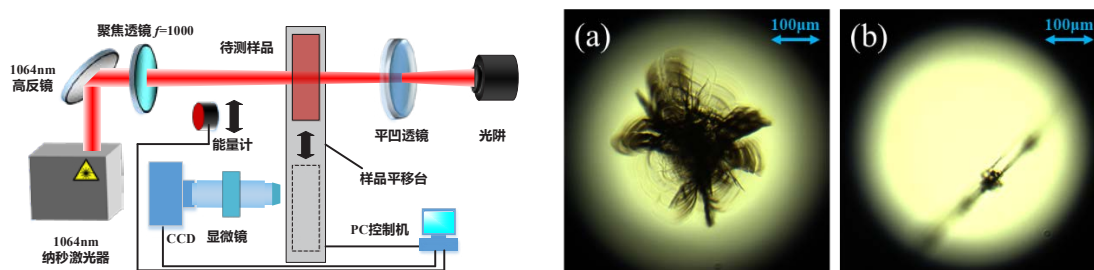 聚焦透镜 f=1000
1064nm
高反镜
待测样品
能量计
平凹透镜
光阱
样品平移台
CCD
显微镜
PC控制机
1064nm
纳秒激光器
(a)
100μm
(b)
100μm